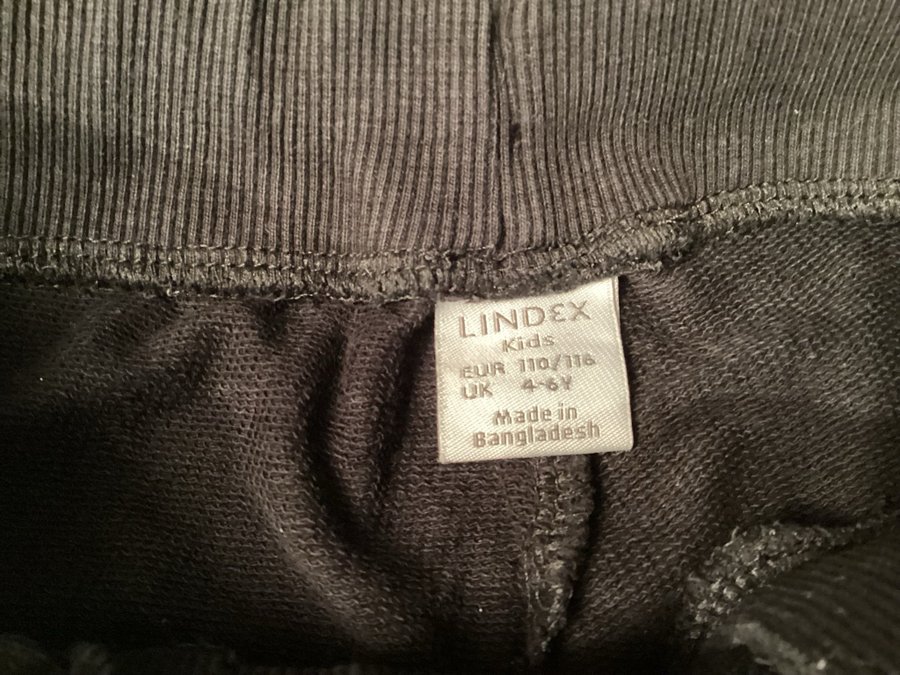 LINDEX
Kids
EUR 110/116
UK 4-6Y
Made in
Bangladesh